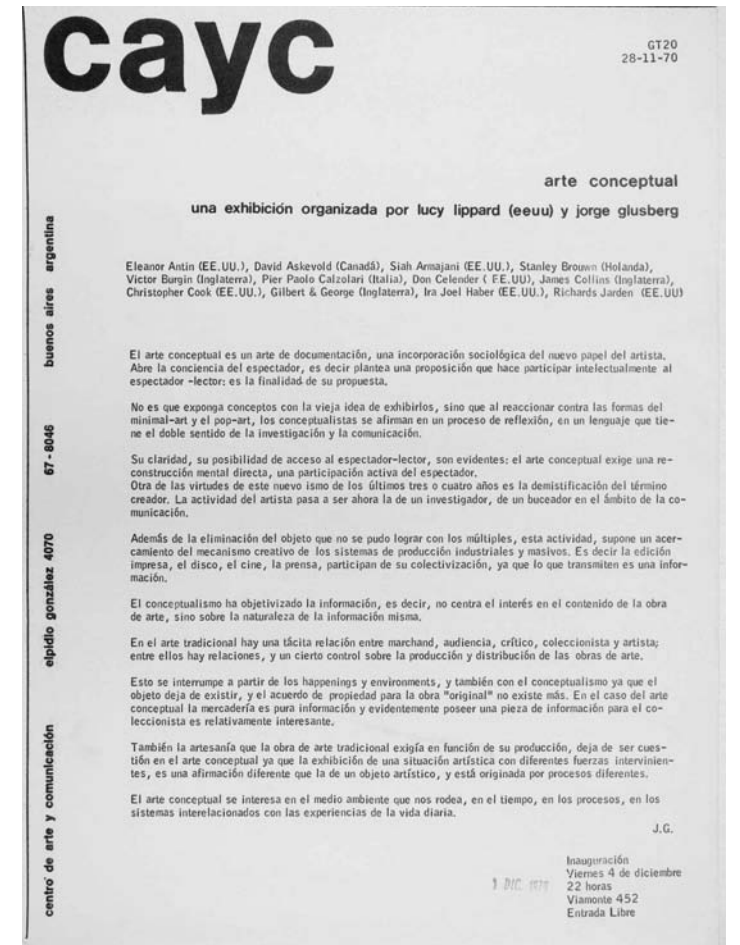 cayc
GT20
28-11-70
arte conceptual
una exhibición organizada por lucy lippard (eeuu) y jorge glusberg
Eleanor Antin (EE.UU.), David Askevold (Canadá), Siah Armajani (EE.UU.), Stanley Brouwn (Holanda),
Victor Burgin (Inglaterra), Pier Paolo Calzolari (Italia), Don Celender ( FE.UU), James Collins (Inglaterra),
Christopher Cook (EE.UU.), Gilbert & George (Inglaterra), Ira Joel Haber (EE.UU.), Richards Jarden (EE.UU)
El arte conceptual es un arte de documentación, una incorporación sociológica del nuevo papel del artista.
Abre la conciencia del espectador, es decir plantea una proposición que hace participar intelectualmente al
espectador -lector: es la finalidad de su propuesta.
No es que exponga conceptos con la vieja idea de exhibirlos, sino que al reaccionar contra las formas del
minimal-art y el pop-art, los conceptualistas se afirman en un proceso de reflexión, en un lenguaje que tie-
ne el doble sentido de la investigación y la comunicación.
Su claridad, su posibilidad de acceso al espectador-lector, son evidentes: el arte conceptual exige una re-
construcción mental directa, una participación activa del espectador.
Otra de las virtudes de este nuevo ismo de los últimos tres o cuatro años es la demistificación del término
creador. La actividad del artista pasa a ser ahora la de un investigador, de un buceador en el ámbito de la co-
municación.
Además de la eliminación del objeto que no se pudo lograr con los múltiples, esta actividad, supone un acer-
camiento del mecanismo creativo de los sistemas de producción industriales y masivos. Es decir la edición
impresa, el disco, el cine, la prensa, participan de su colectivización, ya que lo que transmiten es una infor-
mación.
El conceptualismo ha objetivizado la información, es decir, no centra el interés en el contenido de la obra
de arte, sino sobre la naturaleza de la información misma.
En el arte tradicional hay una tácita relación entre marchand, audiencia, crítico, coleccionista y artista;
entre ellos hay relaciones, y un cierto control sobre la producción y distribución de las obras de arte.
Esto se interrumpe a partir de los happenings y environments, y también con el conceptualismo ya que el
objeto deja de existir, y el acuerdo de propiedad para la obra "original" no existe más. En el caso del arte
conceptual la mercadería es pura información y evidentemente poseer una pieza de información para el co-
leccionista es relativamente interesante.
También la artesanía que la obra de arte tradicional exigía en función de su producción, deja de ser cues-
tión en el arte conceptual ya que la exhibición de una situación artística con diferentes fuerzas intervinien-
tes, es una afirmación diferente que la de un objeto artístico, y está originada por procesos diferentes.
El arte conceptual se interesa en el medio ambiente que nos rodea, en el tiempo, en los procesos, en los
sistemas interelacionados con las experiencias de la vida diaria.
J.G.
Inauguración
Viernes 4 de diciembre
22 horas
Viamonte 452
Entrada Libre
DIC. 1970
centro de arte y comunicación elpidio gonzález 4070 67-8046 buenos aires argentina